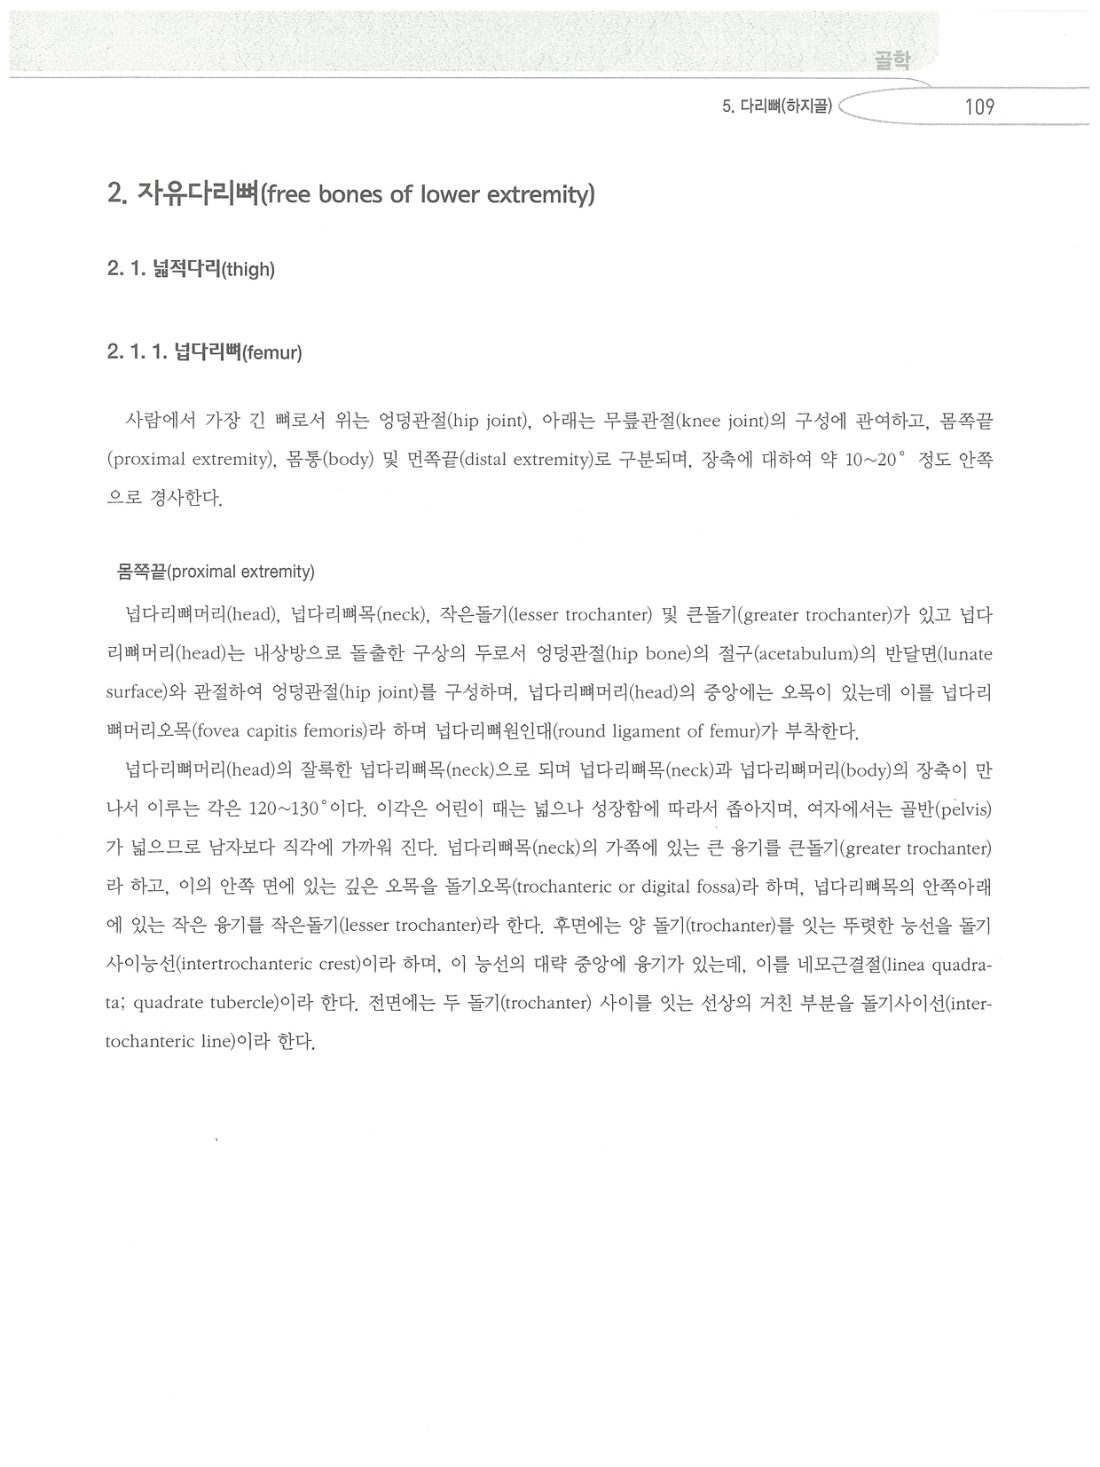 골학
5. 다리뼈(하지골)
109
2. 자유다리뼈(free bones of lower extremity)
2. 1. 넓적다리(thigh)
2. 1. 1. 넙다리뼈(femur)
사람에서 가장 긴 뼈로서 위는 엉덩관절(hip joint), 아래는 무릎관절(knee joint)의 구성에 관여하고, 몸쪽끝
(proximal extremity), 몸통(body) 및 먼쪽끝(distal extremity)로 구분되며, 장축에 대하여 약 10~20° 정도 안쪽
으로 경사한다.
몸쪽끝(proximal extremity)
넙다리뼈머리(head), 넙다리뼈목(neck), 작은돌기(lesser trochanter) 및 큰돌기(greater trochanter)가 있고 넙다
리뼈머리(head)는 내상방으로 돌출한 구상의 두로서 엉덩관절(hip bone)의 절구(acetabulum)의 반달면(lunate
surface)와 관절하여 엉덩관절(hip joint)를 구성하며, 넙다리뼈머리(head)의 중앙에는 오목이 있는데 이를 넙다리
뼈머리오목(fovea capitis femoris)라 하며 넙다리뼈원인대(round ligament of femur)가 부착한다.
넙다리뼈머리(head)의 잘룩한 넙다리뼈목(neck)으로 되며 넙다리뼈목(neck)과 넙다리뼈머리(body)의 장축이 만
나서 이루는 각은 120~130°이다. 이각은 어린이 때는 넓으나 성장함에 따라서 좁아지며, 여자에서는 골반(pelvis)
가 넓으므로 남자보다 직각에 가까워 진다. 넙다리뼈목(neck)의 가쪽에 있는 큰 융기를 큰돌기(greater trochanter)
라 하고, 이의 안쪽 면에 있는 깊은 오목을 돌기오목(trochanteric or digital fossa)라 하며, 넙다리뼈목의 안쪽아래
에 있는 작은 융기를 작은돌기(lesser trochanter)라 한다. 후면에는 양 돌기(trochanter)를 잇는 뚜렷한 능선을 돌기
사이능선(intertrochanteric crest)이라 하며, 이 능선의 대략 중앙에 융기가 있는데, 이를 네모근결절(linea quadra-
ta; quadrate tubercle)이라 한다. 전면에는 두 돌기(trochanter) 사이를 잇는 선상의 거친 부분을 돌기사이선(inter-
tochanteric line)이라 한다.